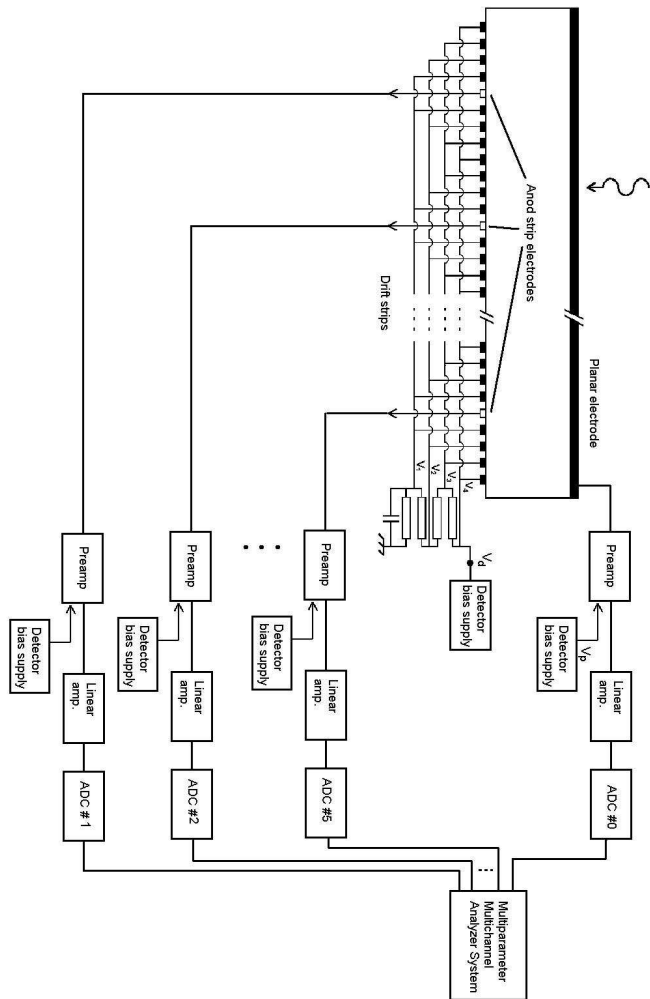 Planar electrode
Anod strip electrodes
Drift strips
V1
V2
V3
V4
Vd
Detector
bias supply
Preamp
Detector
bias supply
Vp
Linear
amp.
ADC #0
Preamp
Detector
bias supply
Linear
amp.
ADC #5
Preamp
Detector
bias supply
Linear
amp.
ADC #2
Preamp
Detector
bias supply
Linear
amp.
ADC #1
Multiparameter
Multichannel
Analyzer System